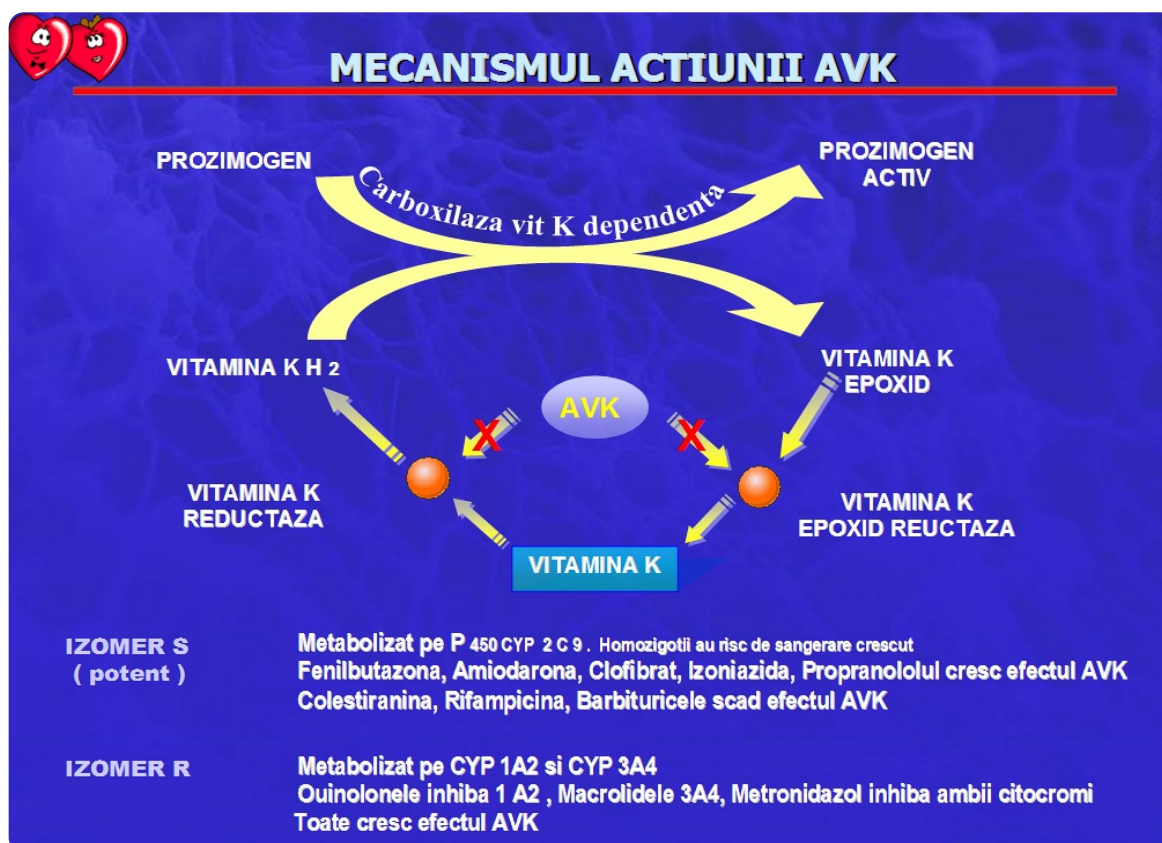 MECANISMUL ACTIUNII AVK
PROZIMOGEN
PROZIMOGEN
ACTIV
Carboxilaza vit K dependenta
VITAMINA K H 2
VITAMINA K
EPOXID
AVK
X
X
VITAMINA K
REDUCTAZA
VITAMINA K
EPOXID REUCTAZA
VITAMINA K
IZOMER S
( potent )
Metabolizat pe P 450 CYP 2 C 9 . Homozigotii au risc de sangerare crescut
Fenilbutazona, Amiodarona, Clofibrat, Izoniazida, Propranololul cresc efectul AVK
Colestiranina, Rifampicina, Barbituricele scad efectul AVK
IZOMER R
Metabolizat pe CYP 1A2 si CYP 3A4
Ouinolonele inhiba 1 A2 , Macrolidele 3A4, Metronidazol inhiba ambii citocromi
Toate cresc efectul AVK